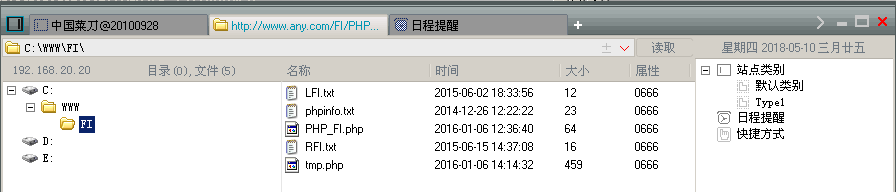 中国菜刀@20100928 http://www.any.com/FI/PHP... 日程提醒
C:\WWW\FI\ 读取 星期四 2018-05-10 三月廿五
192.168.20.20 目录(0),文件(5) 名称 时间 大小 属性 站点类别
C: LFI.txt 2015-06-02 18:33:56 12 0666 默认类别
WWW phpinfo.txt 2014-12-26 12:22:22 23 0666 Type1
FI PHP_FI.php 2016-01-06 12:36:40 64 0666 日程提醒
D: RFI.txt 2015-06-15 14:37:08 16 0666 快捷方式
E: tmp.php 2016-01-06 14:14:32 459 0666